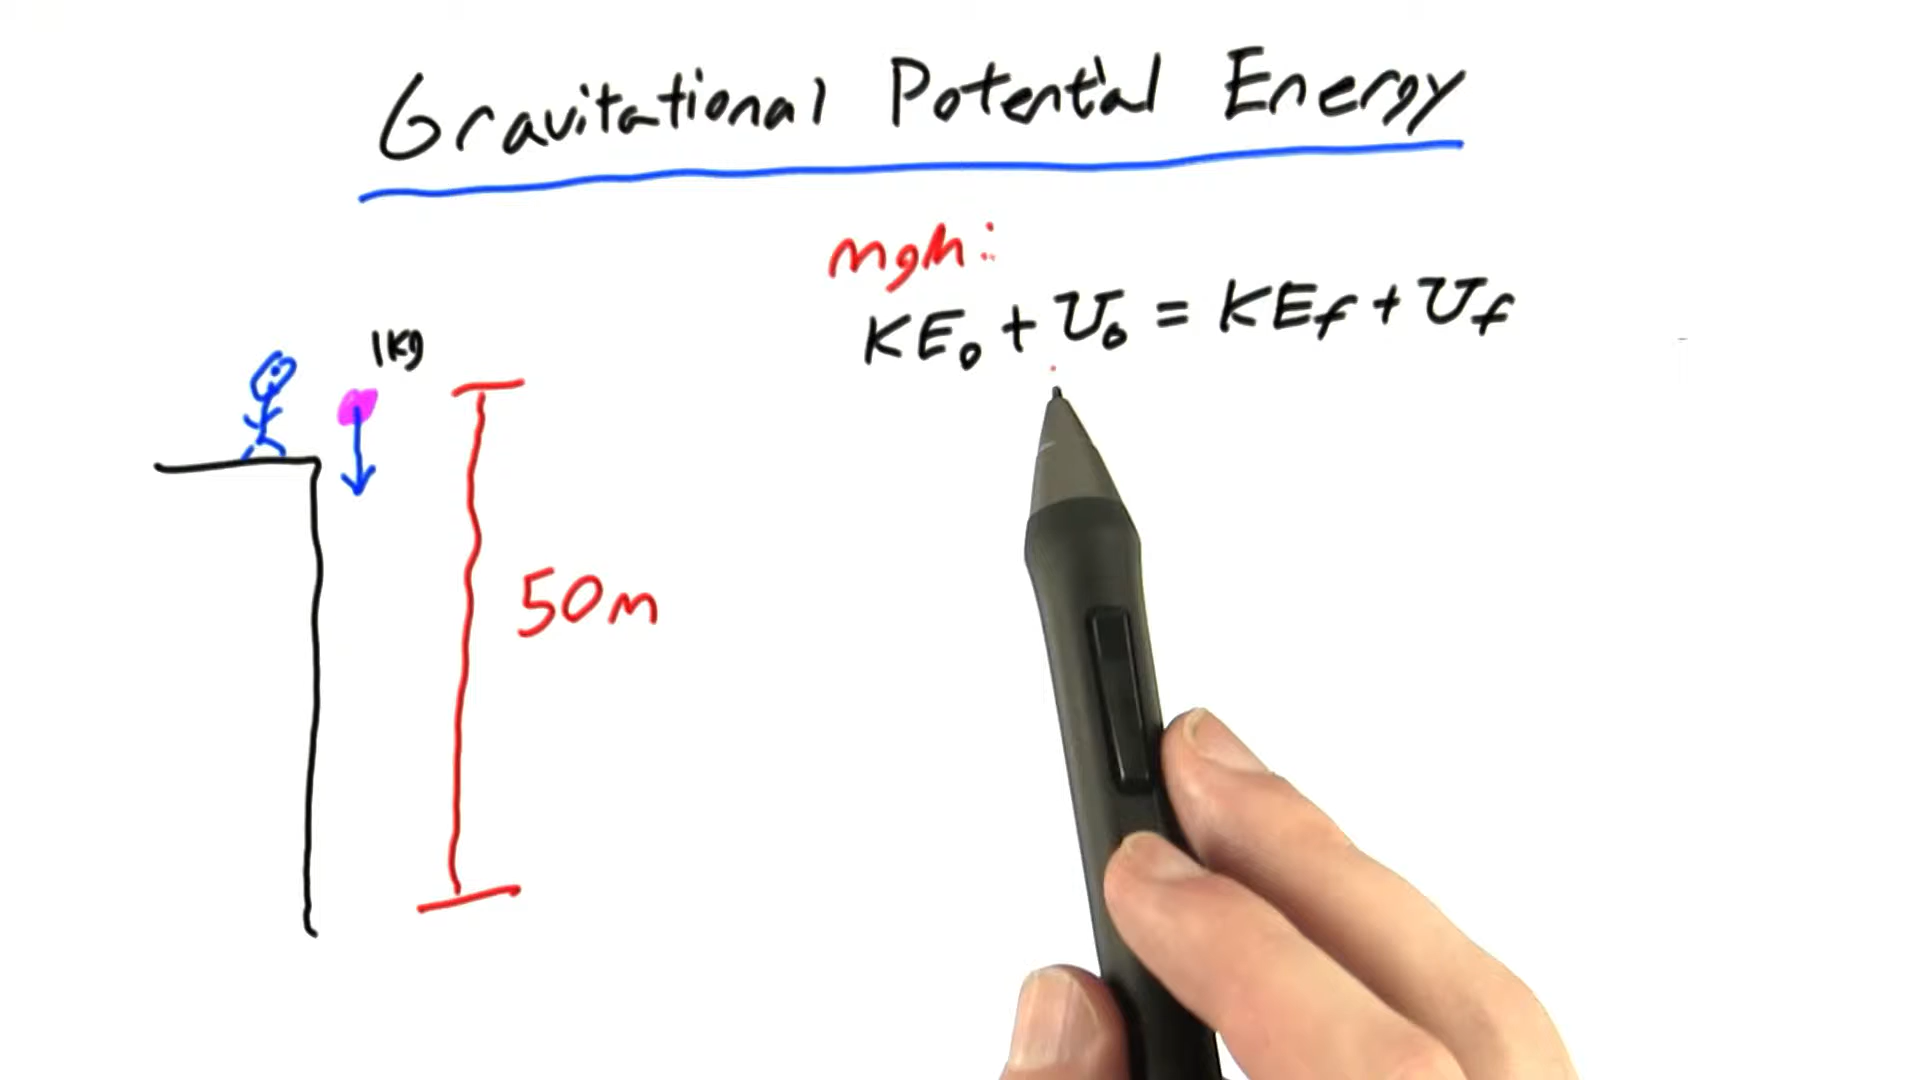 Gravitational Potential Energy
mgh:
KE₀ + U₀ = KEf + Uf
1kg
50m